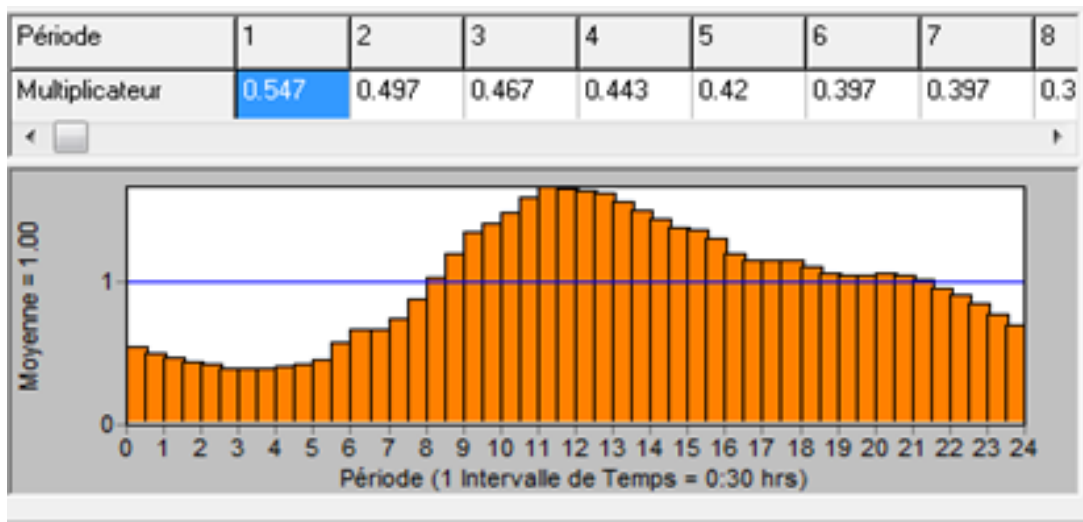 Période 1 2 3 4 5 6 7 8
Multiplicateur 0.547 0.497 0.467 0.443 0.42 0.397 0.397 0.3
Moyenne = 1.00
1
0
0 1 2 3 4 5 6 7 8 9 10 11 12 13 14 15 16 17 18 19 20 21 22 23 24
Période (1 Intervalle de Temps = 0:30 hrs)